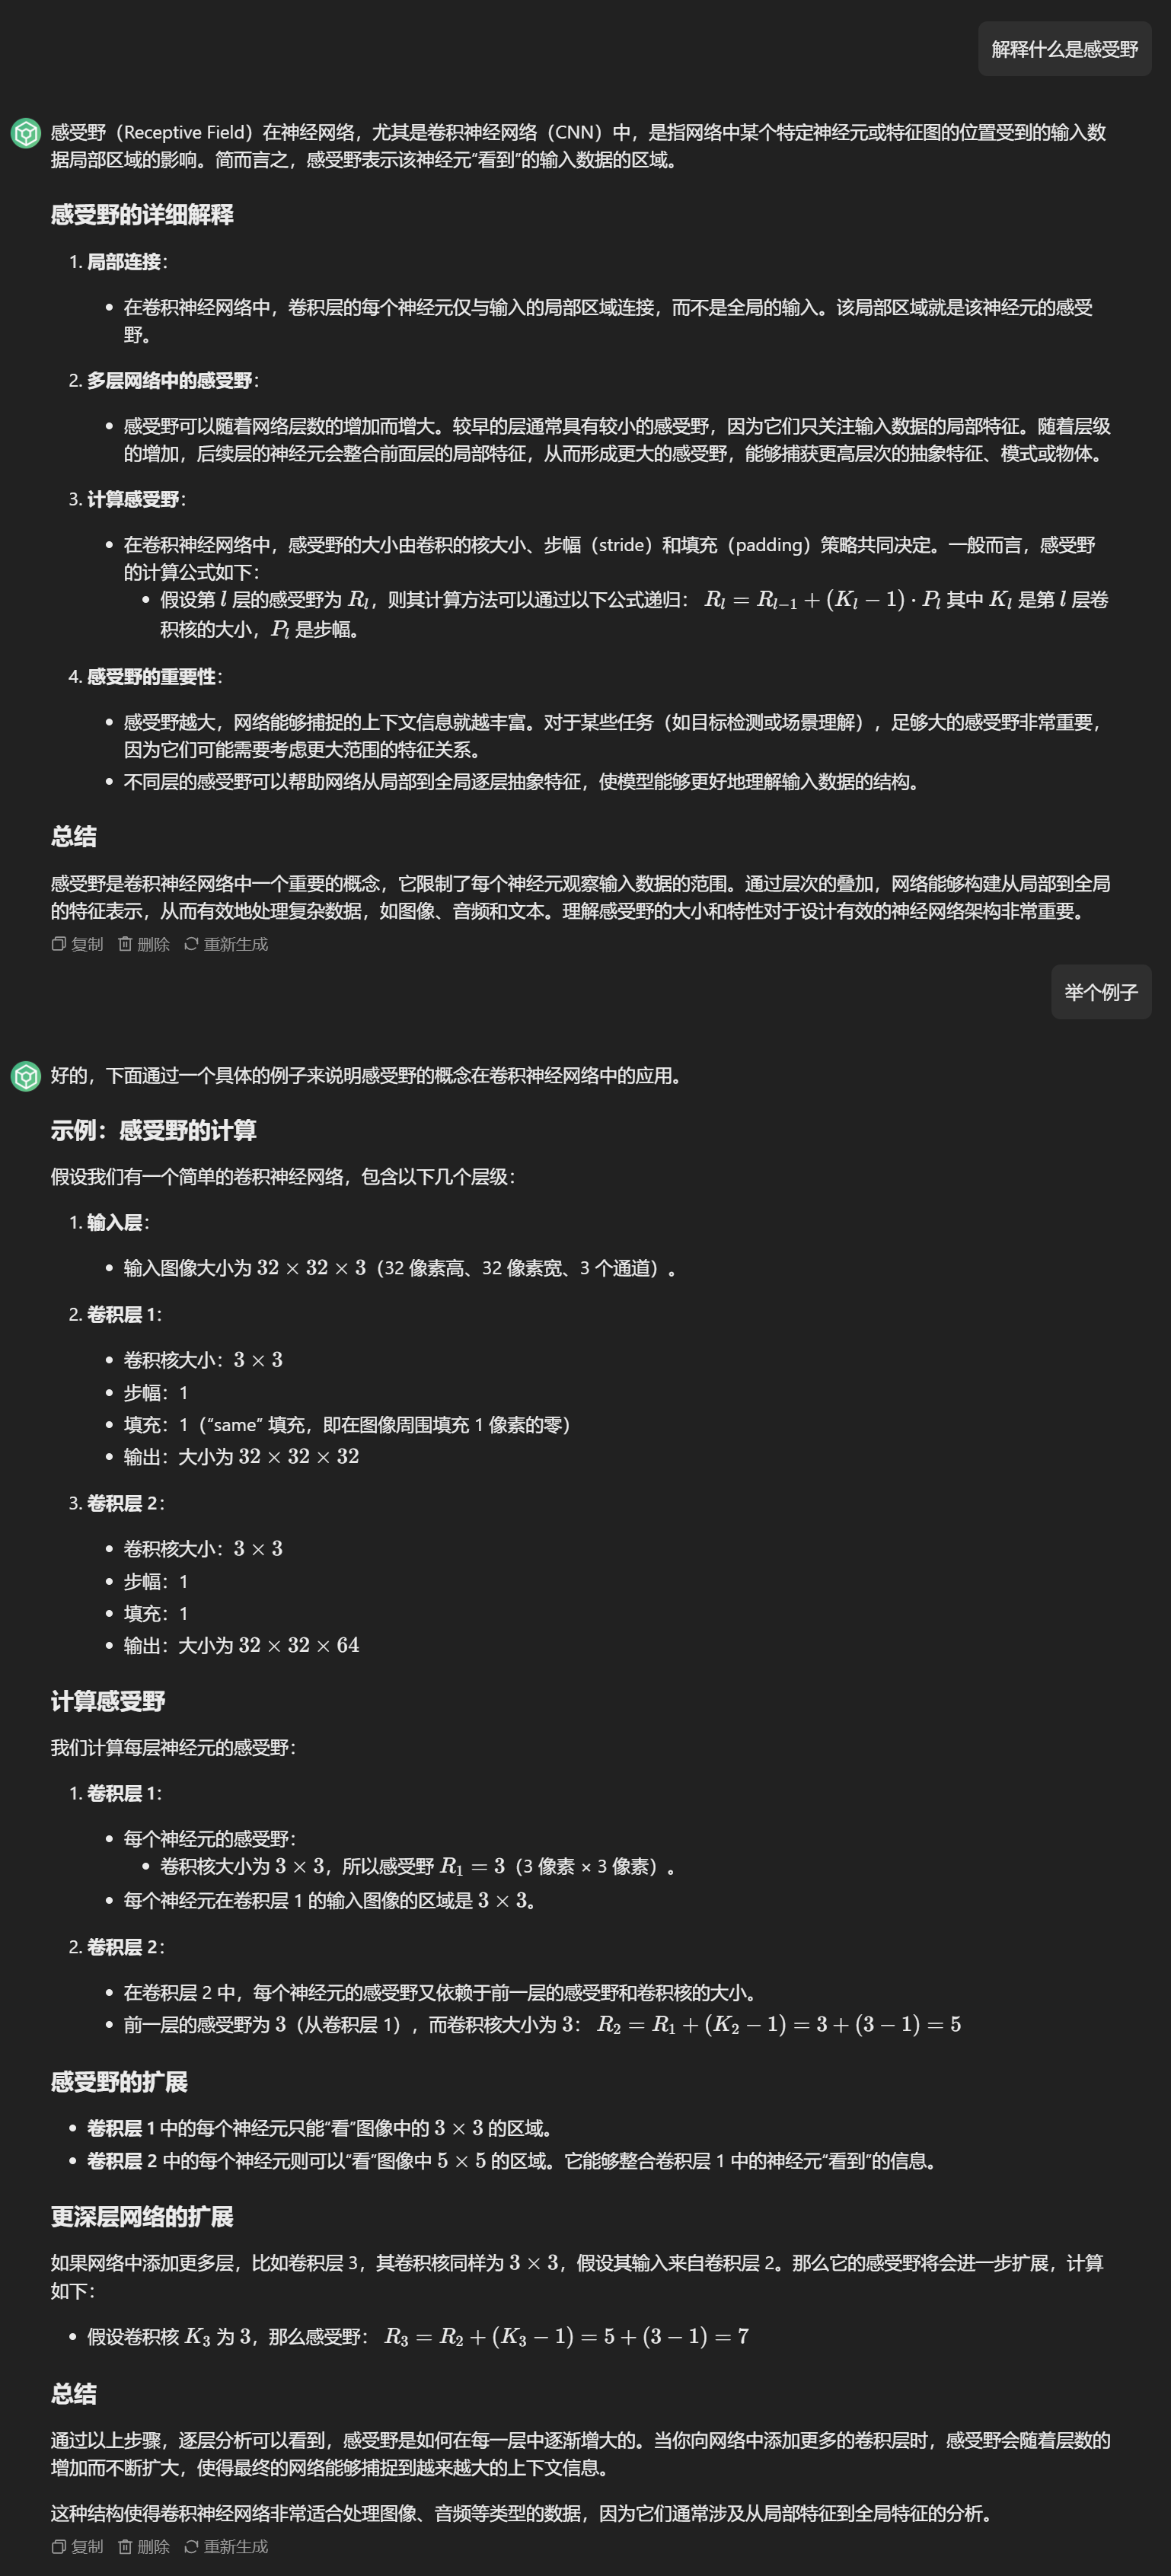 解释什么是感受野
感受野（Receptive Field）在神经网络，尤其是卷积神经网络（CNN）中，是指网络中某个特定神经元或特征图的位置受到的输入数
据局部区域的影响。简而言之，感受野表示该神经元“看到”的输入数据的区域。
感受野的详细解释
1. 局部连接：
• 在卷积神经网络中，卷积层的每个神经元仅与输入的局部区域连接，而不是全局的输入。该局部区域就是该神经元的感受
野。
2. 多层网络中的感受野：
• 感受野可以随着网络层数的增加而增大。较早的层通常具有较小的感受野，因为它们只关注输入数据的局部特征。随着层级
的增加，后续层的神经元会整合前面层的局部特征，从而形成更大的感受野，能够捕获更高层次的抽象特征、模式或物体。
3. 计算感受野：
• 在卷积神经网络中，感受野的大小由卷积的核大小、步幅（stride）和填充（padding）策略共同决定。一般而言，感受野
的计算公式如下：
• 假设第 l 层的感受野为 R_l，则其计算方法可以通过以下公式递归： R_l = R_{l−1} + (K_l − 1) · P_l 其中 K_l 是第 l 层卷
积核的大小，P_l 是步幅。
4. 感受野的重要性：
• 感受野越大，网络能够捕捉的上下文信息就越丰富。对于某些任务（如目标检测或场景理解），足够大的感受野非常重要，
因为它们可能需要考虑更大范围的特征关系。
• 不同层的感受野可以帮助网络从局部到全局逐层抽象特征，使模型能够更好地理解输入数据的结构。
总结
感受野是卷积神经网络中一个重要的概念，它限制了每个神经元观察输入数据的范围。通过层次的叠加，网络能够构建从局部到全局
的特征表示，从而有效地处理复杂数据，如图像、音频和文本。理解感受野的大小和特性对于设计有效的神经网络架构非常重要。
复制 删除 重新生成
举个例子
好的，下面通过一个具体的例子来说明感受野的概念在卷积神经网络中的应用。
示例：感受野的计算
假设我们有一个简单的卷积神经网络，包含以下几个层级：
1. 输入层：
• 输入图像大小为 32 × 32 × 3（32 像素高、32 像素宽、3 个通道）。
2. 卷积层 1：
• 卷积核大小：3 × 3
• 步幅：1
• 填充：1（“same” 填充，即在图像周围填充 1 像素的零）
• 输出：大小为 32 × 32 × 32
3. 卷积层 2：
• 卷积核大小：3 × 3
• 步幅：1
• 填充：1
• 输出：大小为 32 × 32 × 64
计算感受野
我们计算每层神经元的感受野：
1. 卷积层 1：
• 每个神经元的感受野：
• 卷积核大小为 3 × 3，所以感受野 R_1 = 3（3 像素 × 3 像素）。
• 每个神经元在卷积层 1 的输入图像的区域是 3 × 3。
2. 卷积层 2：
• 在卷积层 2 中，每个神经元的感受野又依赖于前一层的感受野和卷积核的大小。
• 前一层的感受野为 3（从卷积层 1），而卷积核大小为 3： R_2 = R_1 + (K_2 − 1) = 3 + (3 − 1) = 5
感受野的扩展
• 卷积层 1 中的每个神经元只能“看”图像中的 3 × 3 的区域。
• 卷积层 2 中的每个神经元则可以“看”图像中 5 × 5 的区域。它能够整合卷积层 1 中的神经元“看到”的信息。
更深层网络的扩展
如果网络中添加更多层，比如卷积层 3，其卷积核同样为 3 × 3，假设其输入来自卷积层 2。那么它的感受野将会进一步扩展，计算
如下：
• 假设卷积核 K_3 为 3，那么感受野： R_3 = R_2 + (K_3 − 1) = 5 + (3 − 1) = 7
总结
通过以上步骤，逐层分析可以看到，感受野是如何在每一层中逐渐增大的。当你向网络中添加更多的卷积层时，感受野会随着层数的
增加而不断扩大，使得最终的网络能够捕捉到越来越大的上下文信息。
这种结构使得卷积神经网络非常适合处理图像、音频等类型的数据，因为它们通常涉及从局部特征到全局特征的分析。
复制 删除 重新生成